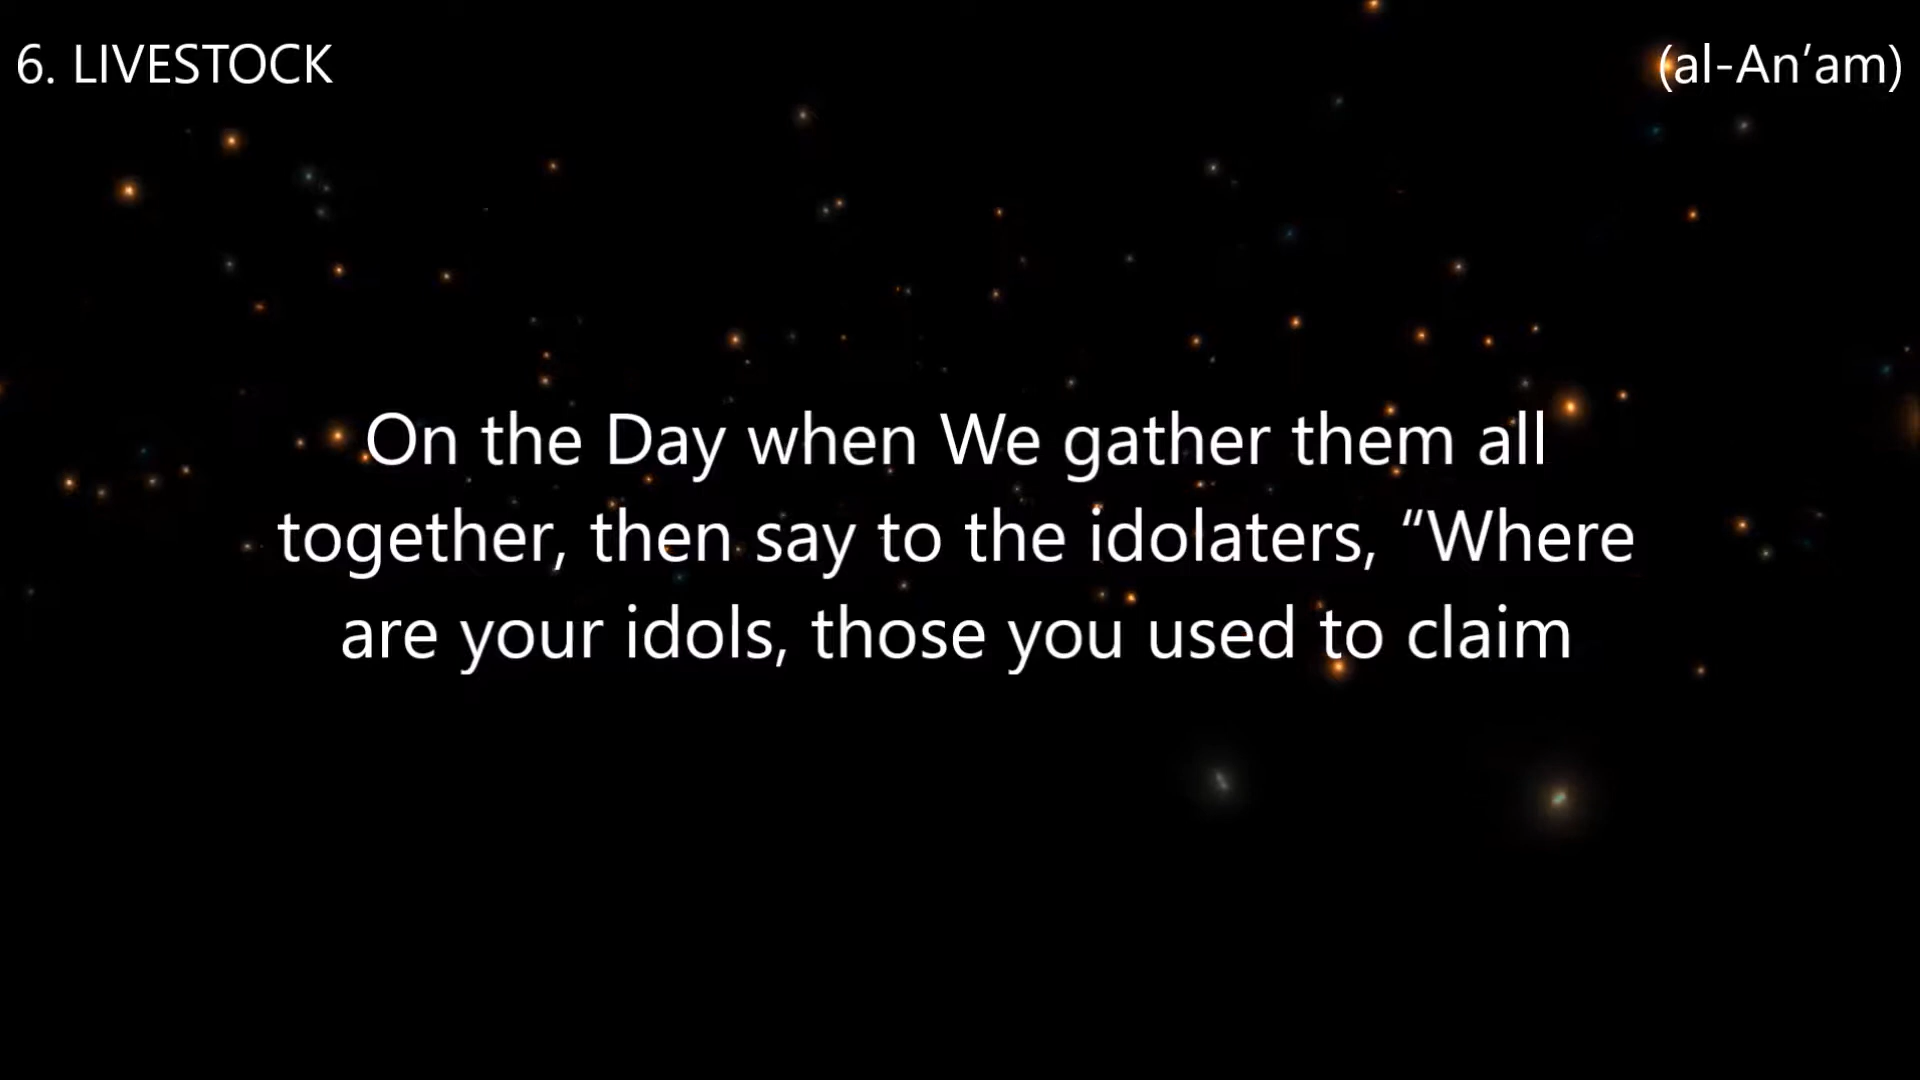 6. LIVESTOCK
(al-An’am)
On the Day when We gather them all
together, then say to the idolaters, “Where
are your idols, those you used to claim